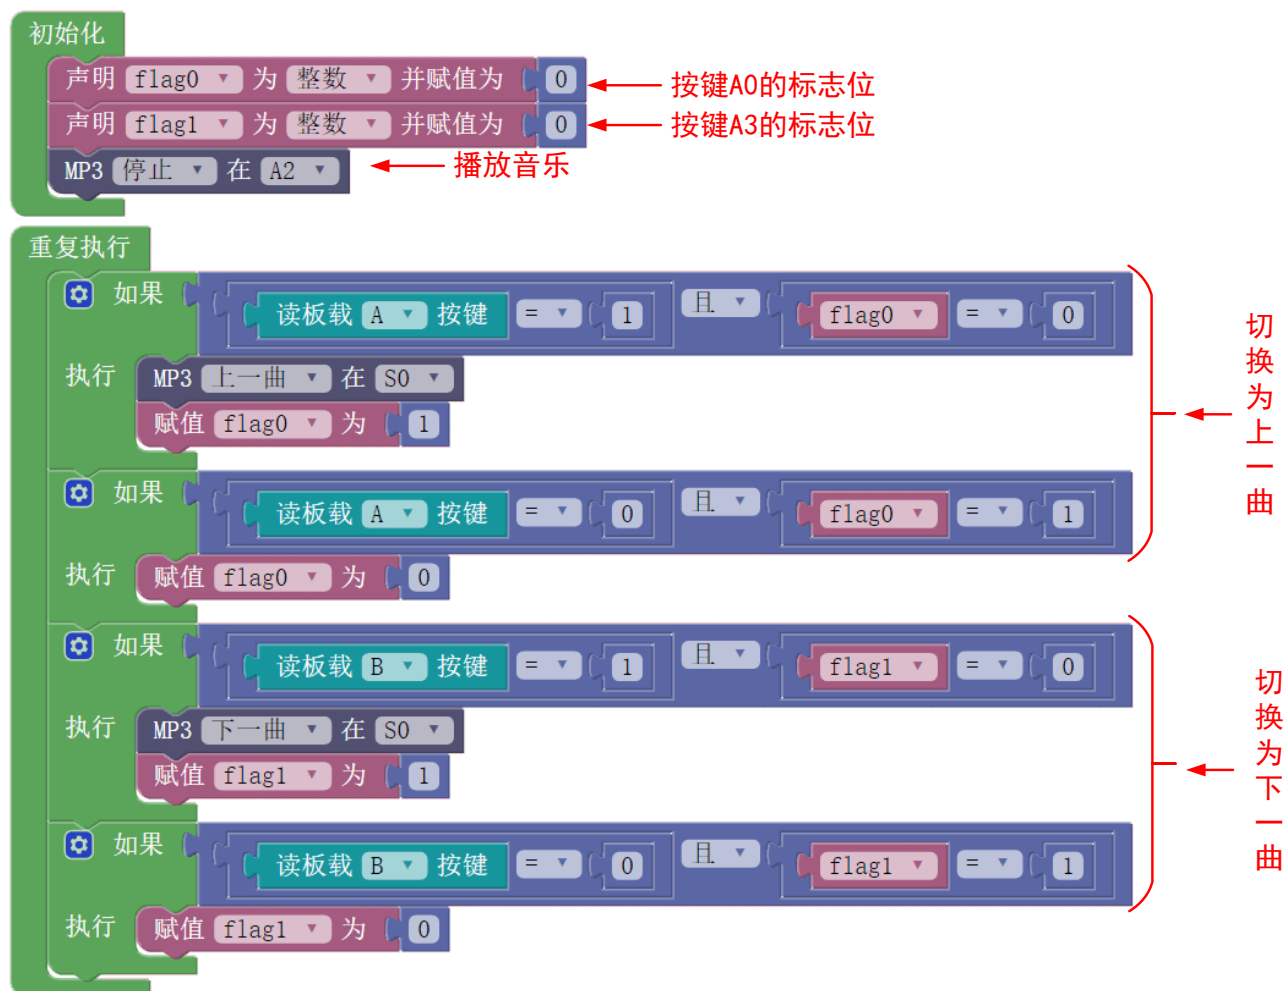 初始化
声明 flag0 为 整数 并赋值为 0 按键A0的标志位
声明 flag1 为 整数 并赋值为 0 按键A3的标志位
MP3 停止 在 A2 播放音乐
重复执行
如果 读板载 A 按键 = 1 且 flag0 = 0
执行 MP3 上一曲 在 S0
赋值 flag0 为 1
切换为上一曲
如果 读板载 A 按键 = 0 且 flag0 = 1
执行 赋值 flag0 为 0
如果 读板载 B 按键 = 1 且 flag1 = 0
执行 MP3 下一曲 在 S0
赋值 flag1 为 1
切换为下一曲
如果 读板载 B 按键 = 0 且 flag1 = 1
执行 赋值 flag1 为 0